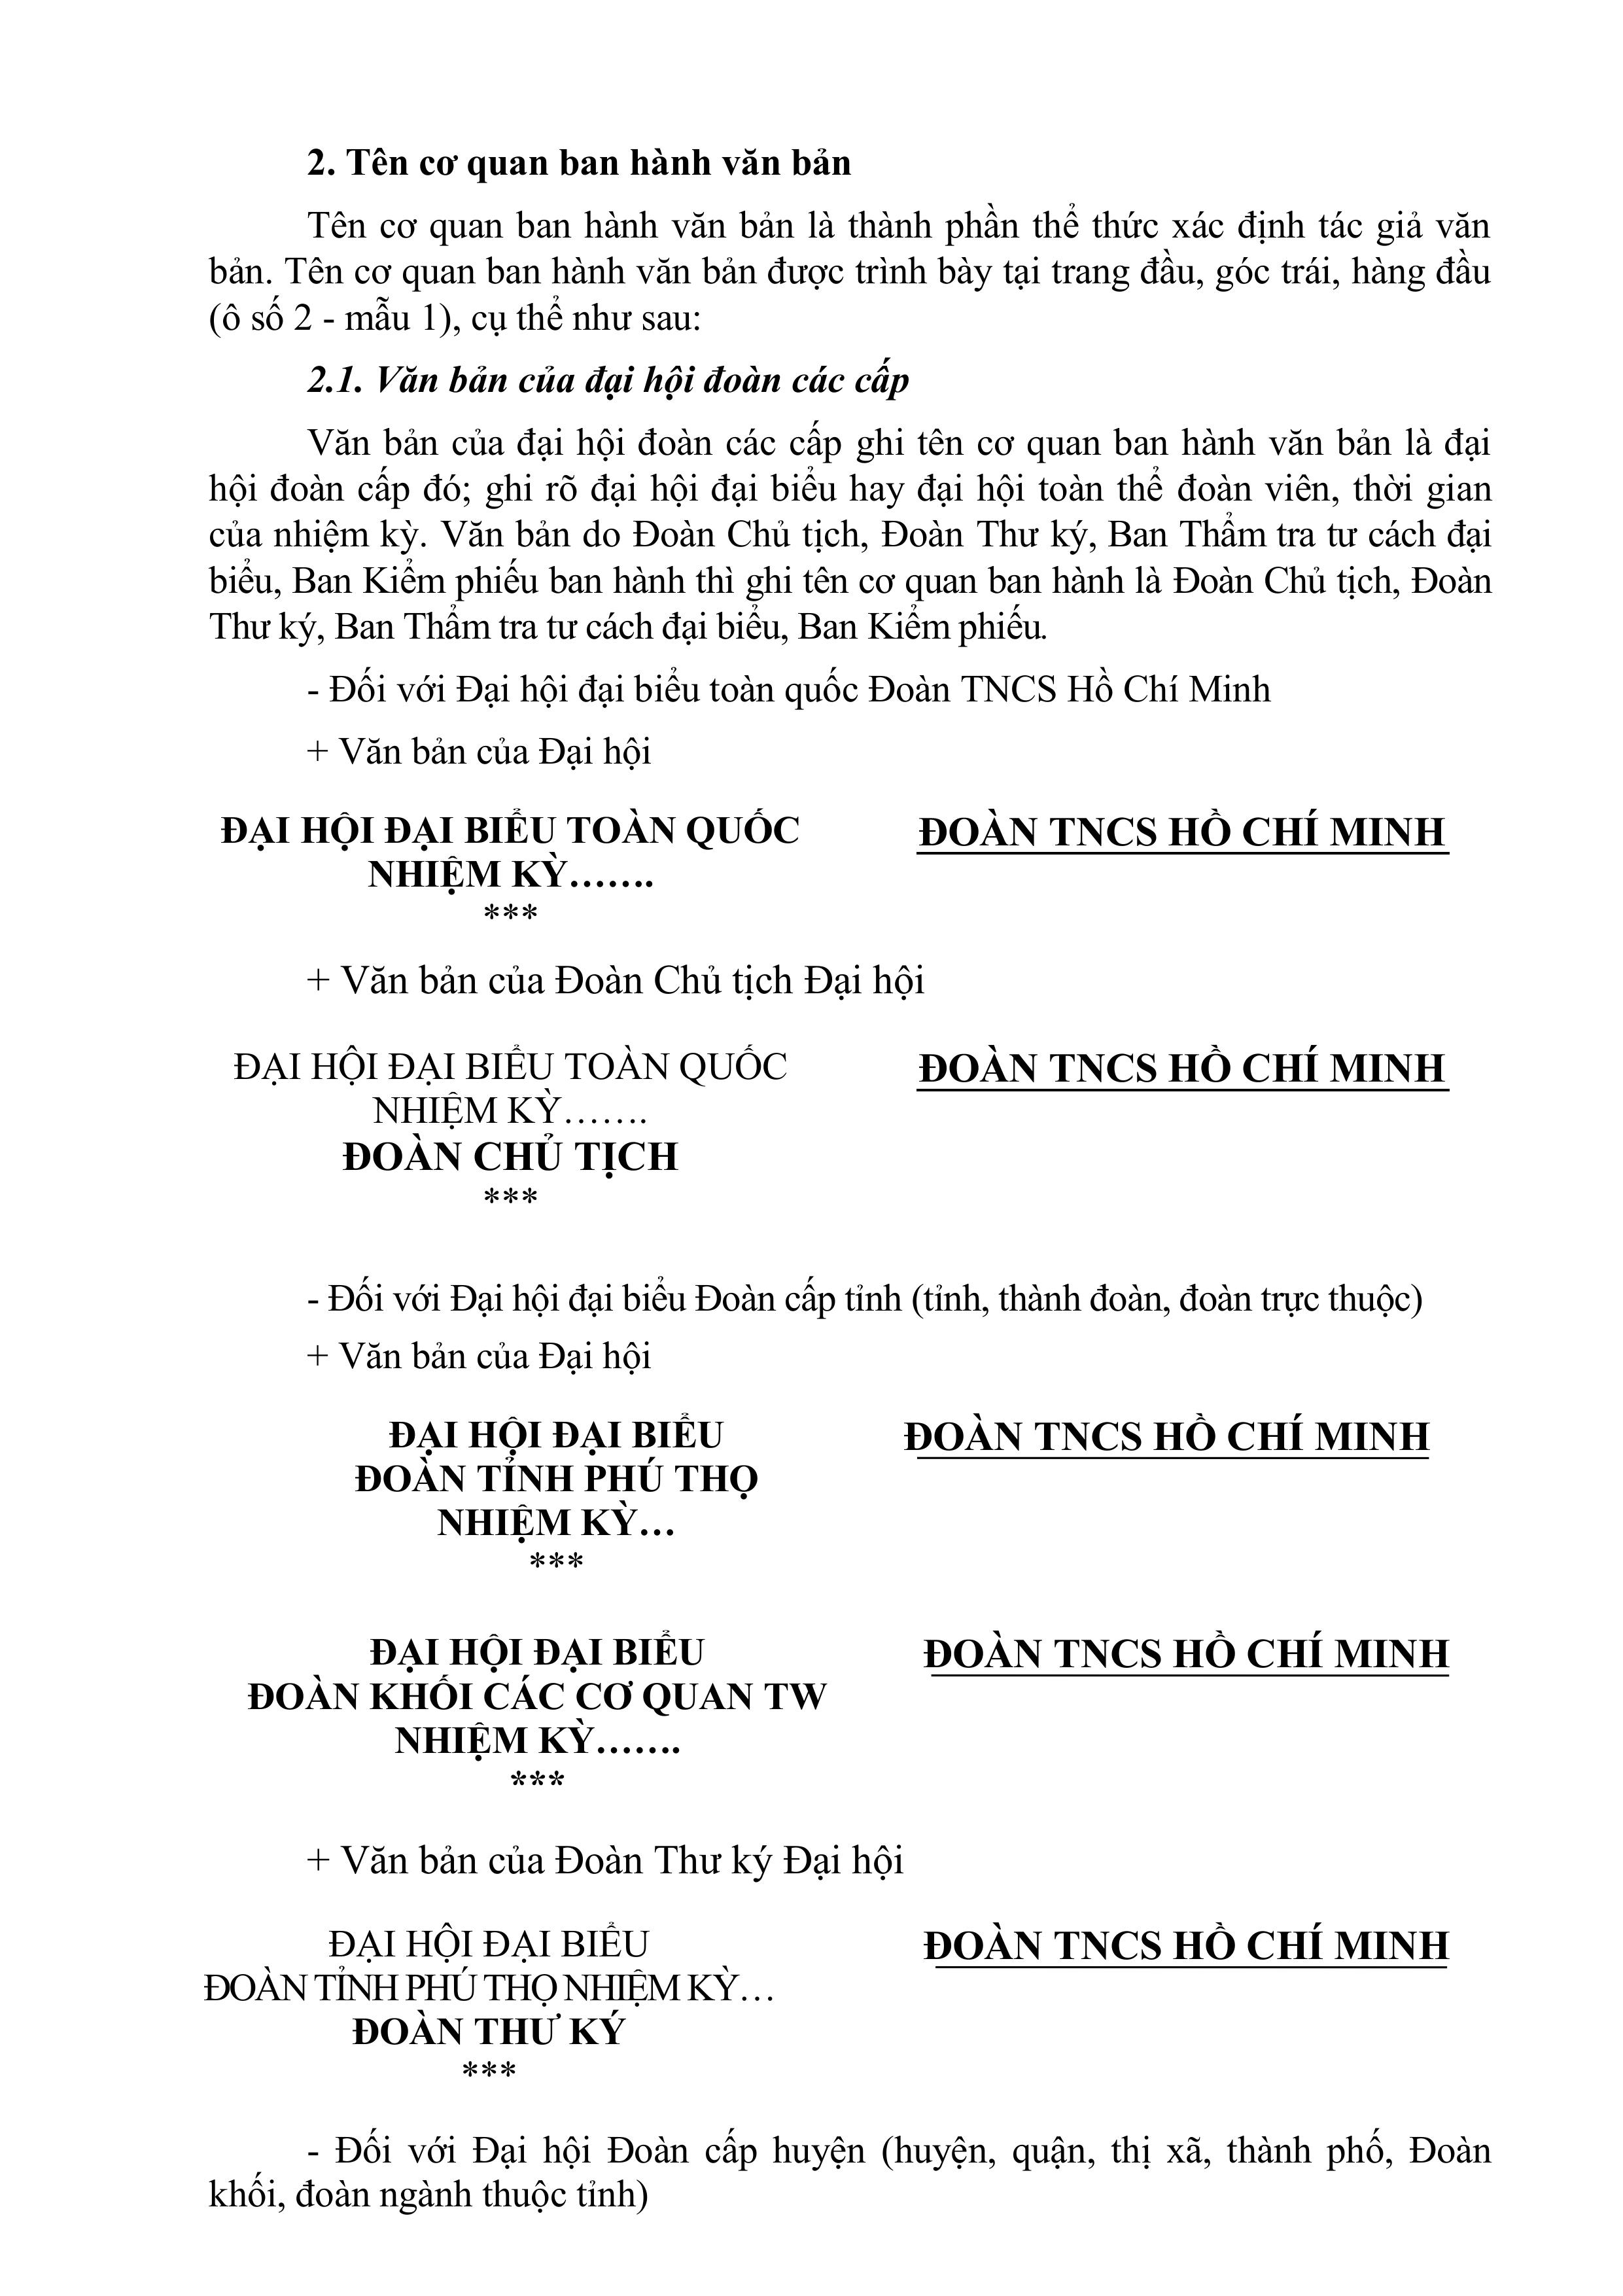 2. Tên cơ quan ban hành văn bản
Tên cơ quan ban hành văn bản là thành phần thể thức xác định tác giả văn
bản. Tên cơ quan ban hành văn bản được trình bày tại trang đầu, góc trái, hàng đầu
(ô số 2 - mẫu 1), cụ thể như sau:
2.1. Văn bản của đại hội đoàn các cấp
Văn bản của đại hội đoàn các cấp ghi tên cơ quan ban hành văn bản là đại
hội đoàn cấp đó; ghi rõ đại hội đại biểu hay đại hội toàn thể đoàn viên, thời gian
của nhiệm kỳ. Văn bản do Đoàn Chủ tịch, Đoàn Thư ký, Ban Thẩm tra tư cách đại
biểu, Ban Kiểm phiếu ban hành thì ghi tên cơ quan ban hành là Đoàn Chủ tịch, Đoàn
Thư ký, Ban Thẩm tra tư cách đại biểu, Ban Kiểm phiếu.
- Đối với Đại hội đại biểu toàn quốc Đoàn TNCS Hồ Chí Minh
+ Văn bản của Đại hội
ĐẠI HỘI ĐẠI BIỂU TOÀN QUỐC
NHIỆM KỲ…….
***
ĐOÀN TNCS HỒ CHÍ MINH
+ Văn bản của Đoàn Chủ tịch Đại hội
ĐẠI HỘI ĐẠI BIỂU TOÀN QUỐC
NHIỆM KỲ…….
ĐOÀN CHỦ TỊCH
***
ĐOÀN TNCS HỒ CHÍ MINH
- Đối với Đại hội đại biểu Đoàn cấp tỉnh (tỉnh, thành đoàn, đoàn trực thuộc)
+ Văn bản của Đại hội
ĐẠI HỘI ĐẠI BIỂU
ĐOÀN TỈNH PHÚ THỌ
NHIỆM KỲ…
***
ĐOÀN TNCS HỒ CHÍ MINH
ĐẠI HỘI ĐẠI BIỂU
ĐOÀN KHỐI CÁC CƠ QUAN TW
NHIỆM KỲ…….
***
ĐOÀN TNCS HỒ CHÍ MINH
+ Văn bản của Đoàn Thư ký Đại hội
ĐẠI HỘI ĐẠI BIỂU
ĐOÀN TỈNH PHÚ THỌ NHIỆM KỲ…
ĐOÀN THƯ KÝ
***
ĐOÀN TNCS HỒ CHÍ MINH
- Đối với Đại hội Đoàn cấp huyện (huyện, quận, thị xã, thành phố, Đoàn
khối, đoàn ngành thuộc tỉnh)